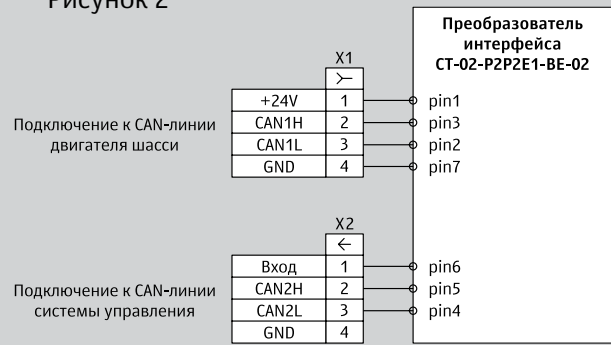 Рисунок 2
Преобразователь
интерфейса
CT-02-P2P2E1-BE-02
X1
+24V 1 pin1
CAN1H 2 pin3
CAN1L 3 pin2
GND 4 pin7
Подключение к CAN-линии
двигателя шасси
X2
Вход 1 pin6
CAN2H 2 pin5
CAN2L 3 pin4
GND 4
Подключение к CAN-линии
системы управления